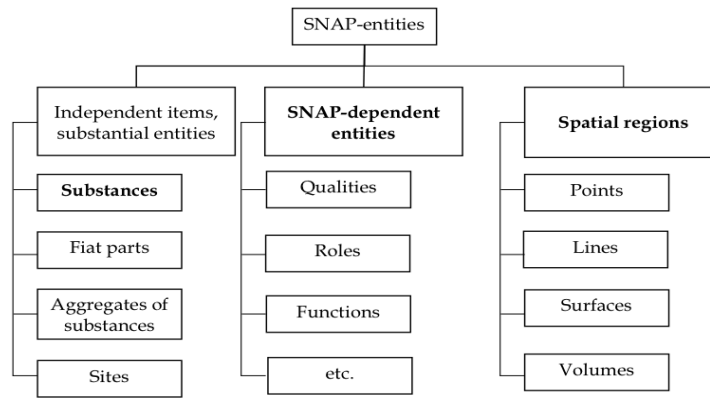 SNAP-entities
Independent items,
substantial entities
Substances
Fiat parts
Aggregates of
substances
Sites
SNAP-dependent
entities
Qualities
Roles
Functions
etc.
Spatial regions
Points
Lines
Surfaces
Volumes